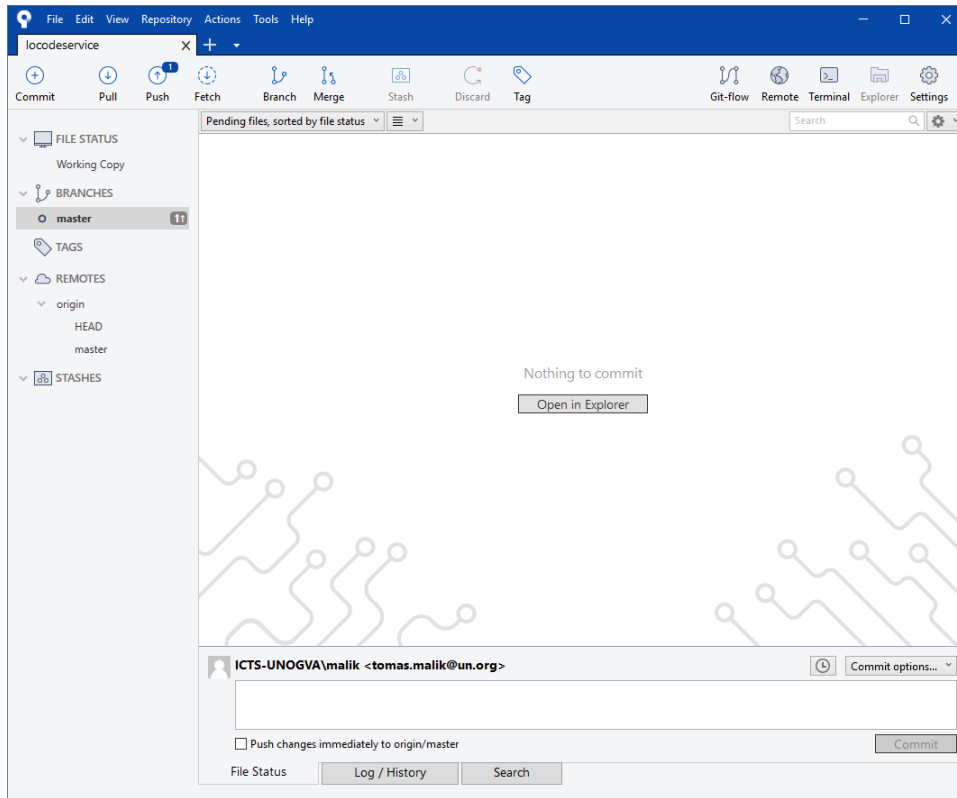 File Edit View Repository Actions Tools Help
locodeservice
1
Commit Pull Push Fetch Branch Merge Stash Discard Tag Git-flow Remote Terminal Explorer Settings
Pending files, sorted by file status
Search
FILE STATUS
Working Copy
BRANCHES
master 1↑
TAGS
REMOTES
origin
HEAD
master
STASHES
Nothing to commit
Open in Explorer
ICTS-UNOGVA\malik <tomas.malik@un.org>
Commit options...
Push changes immediately to origin/master
Commit
File Status Log / History Search